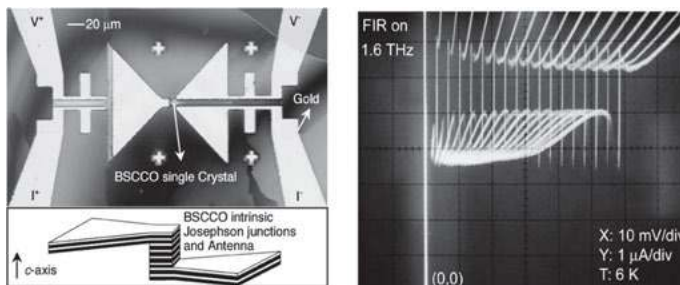 V⁺
20 µm
V⁻
Gold
BSCCO single Crystal
I⁺
I⁻
BSCCO intrinsic
Josephson junctions
and Antenna
c-axis
FIR on
1.6 THz
X: 10 mV/div
Y: 1 µA/div
T: 6 K
(0,0)